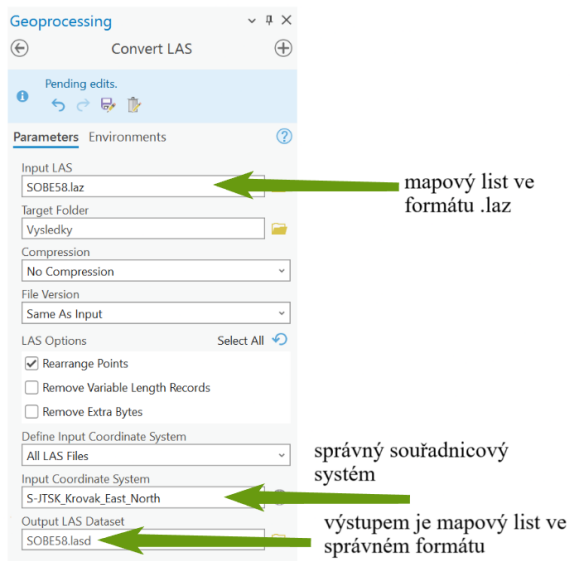 Geoprocessing
Convert LAS
Pending edits.
Parameters Environments
Input LAS
SOBE58.laz
mapový list ve
formátu .laz
Target Folder
Vysledky
Compression
No Compression
File Version
Same As Input
LAS Options Select All
Rearrange Points
Remove Variable Length Records
Remove Extra Bytes
Define Input Coordinate System
All LAS Files
správný souřadnicový
systém
Input Coordinate System
S-JTSK_Krovak_East_North
Output LAS Dataset
SOBE58.lasd
výstupem je mapový list ve
správném formátu